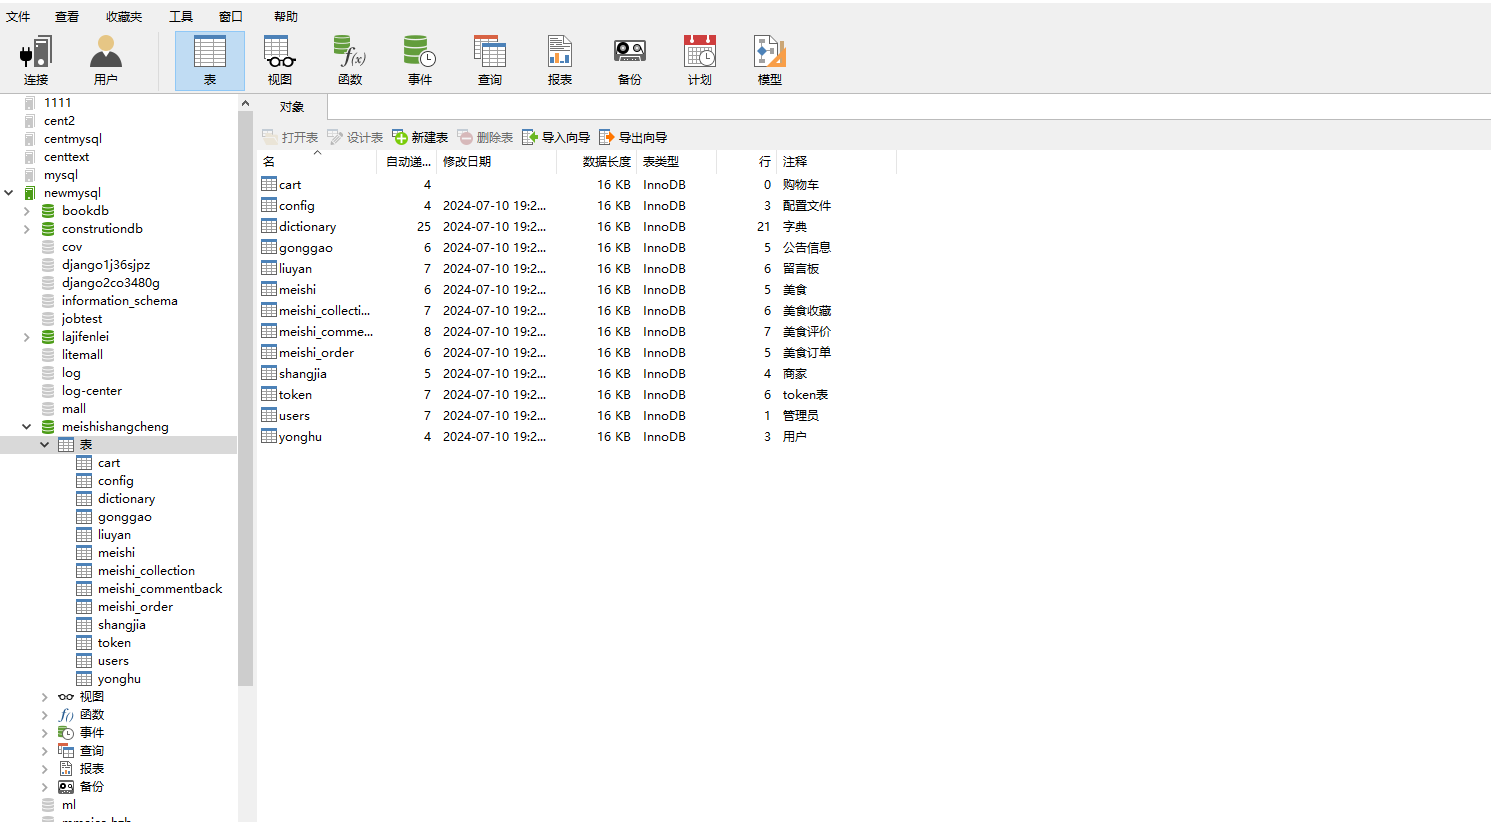 文件 查看 收藏夹 工具 窗口 帮助
连接 用户 表 视图 函数 事件 查询 报表 备份 计划 模型
1111
cent2
centmysql
centtext
mysql
newmysql
bookdb
construtiondb
cov
django1j36sjpz
django2co3480g
information_schema
jobtest
lajifenlei
litemall
log
log-center
mall
meishishangcheng
表
cart
config
dictionary
gonggao
liuyan
meishi
meishi_collection
meishi_commentback
meishi_order
shangjia
token
users
yonghu
视图
函数
事件
查询
报表
备份
ml
对象
打开表 设计表 新建表 删除表 导入向导 导出向导
名 自动递... 修改日期 数据长度 表类型 行 注释
cart 4 16 KB InnoDB 0 购物车
config 4 2024-07-10 19:2... 16 KB InnoDB 3 配置文件
dictionary 25 2024-07-10 19:2... 16 KB InnoDB 21 字典
gonggao 6 2024-07-10 19:2... 16 KB InnoDB 5 公告信息
liuyan 7 2024-07-10 19:2... 16 KB InnoDB 6 留言板
meishi 6 2024-07-10 19:2... 16 KB InnoDB 5 美食
meishi_collecti... 7 2024-07-10 19:2... 16 KB InnoDB 6 美食收藏
meishi_comme... 8 2024-07-10 19:2... 16 KB InnoDB 7 美食评价
meishi_order 6 2024-07-10 19:2... 16 KB InnoDB 5 美食订单
shangjia 5 2024-07-10 19:2... 16 KB InnoDB 4 商家
token 7 2024-07-10 19:2... 16 KB InnoDB 6 token表
users 7 2024-07-10 19:2... 16 KB InnoDB 1 管理员
yonghu 4 2024-07-10 19:2... 16 KB InnoDB 3 用户